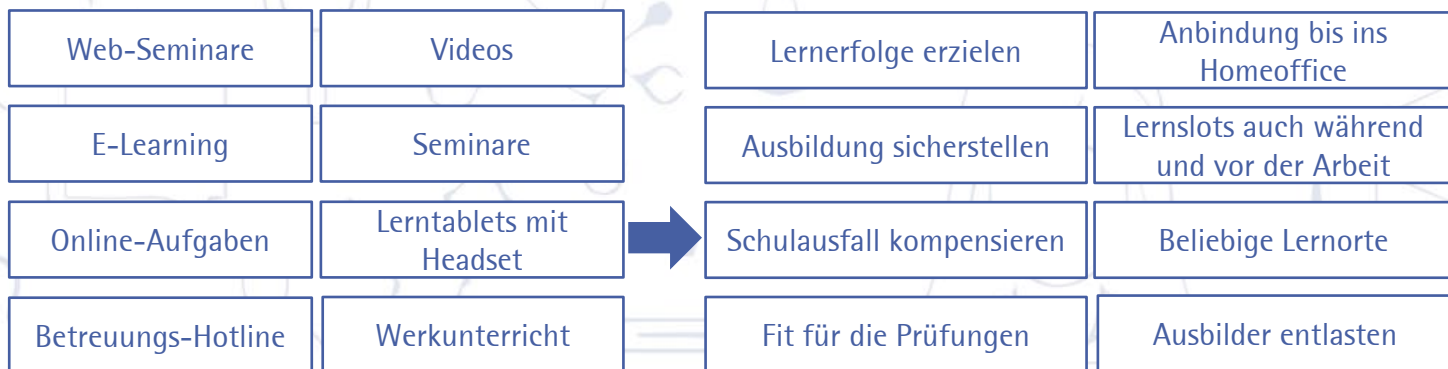 Web-Seminare
Videos
Lernerfolge erzielen
Anbindung bis ins
Homeoffice
E-Learning
Seminare
Ausbildung sicherstellen
Lernslots auch während
und vor der Arbeit
Online-Aufgaben
Lerntablets mit
Headset
Schulausfall kompensieren
Beliebige Lernorte
Betreuungs-Hotline
Werkunterricht
Fit für die Prüfungen
Ausbilder entlasten